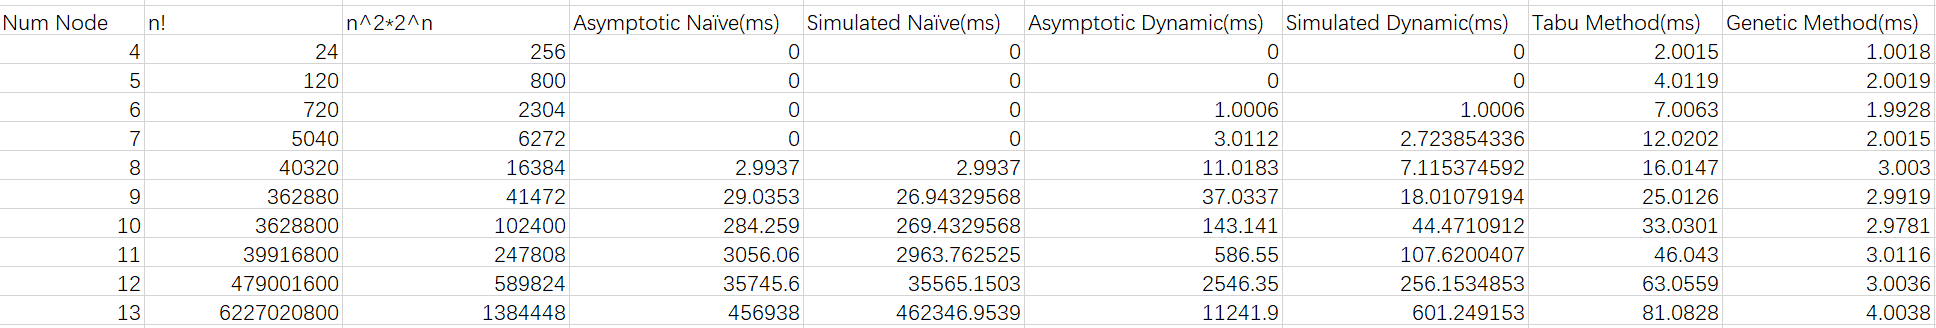 Num Node n! n^2*2^n Asymptotic Naïve(ms) Simulated Naïve(ms) Asymptotic Dynamic(ms) Simulated Dynamic(ms) Tabu Method(ms) Genetic Method(ms)
4 24 256 0 0 0 0 2.0015 1.0018
5 120 800 0 0 0 0 4.0119 2.0019
6 720 2304 0 0 1.0006 1.0006 7.0063 1.9928
7 5040 6272 0 0 3.0112 2.723854336 12.0202 2.0015
8 40320 16384 2.9937 2.9937 11.0183 7.115374592 16.0147 3.003
9 362880 41472 29.0353 26.94329568 37.0337 18.01079194 25.0126 2.9919
10 3628800 102400 284.259 269.4329568 143.141 44.4710912 33.0301 2.9781
11 39916800 247808 3056.06 2963.762525 586.55 107.6200407 46.043 3.0116
12 479001600 589824 35745.6 35565.1503 2546.35 256.1534853 63.0559 3.0036
13 6227020800 1384448 456938 462346.9539 11241.9 601.249153 81.0828 4.0038